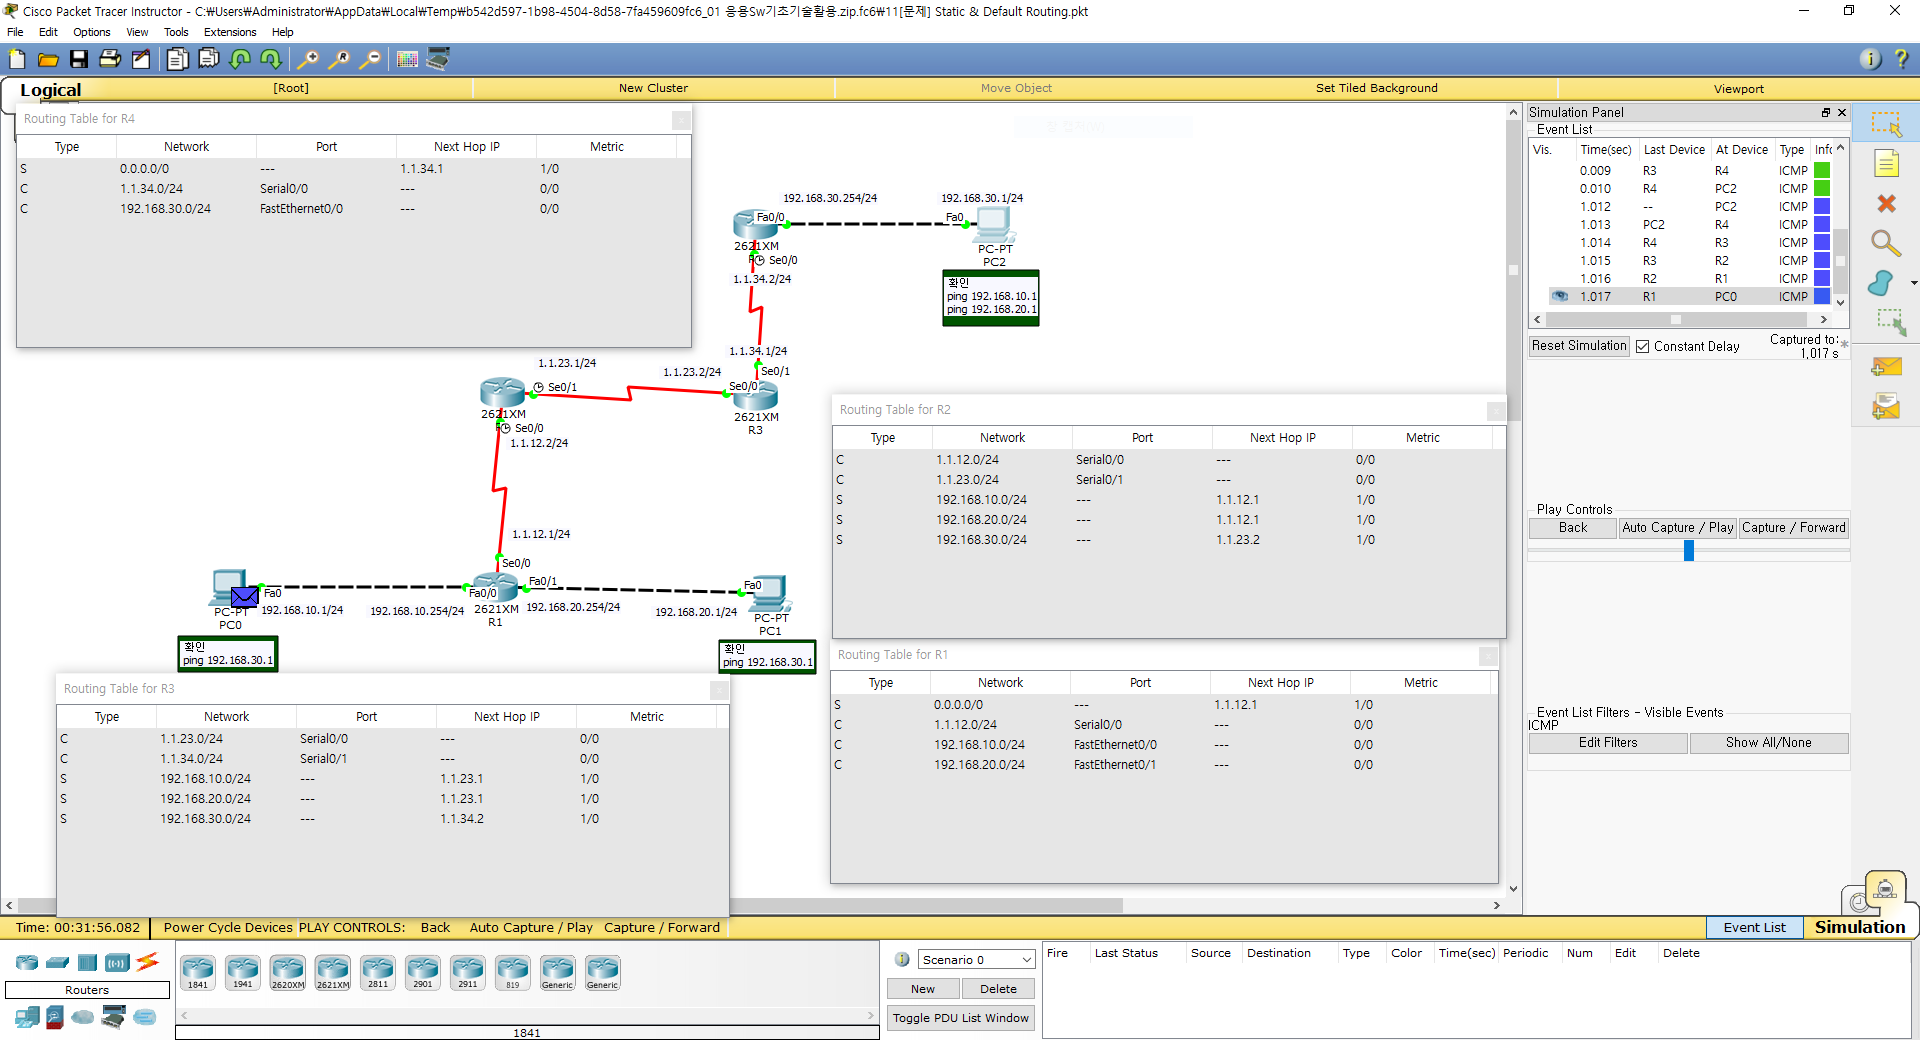 Cisco Packet Tracer Instructor - C:₩Users₩Administrator₩AppData₩Local₩Temp₩b542d597-1b98-4504-8d58-7fa459609fc6_01 응용Sw기초기술활용.zip.fc6₩11[문제] Static & Default Routing.pkt
File Edit Options View Tools Extensions Help
Logical [Root] New Cluster Move Object Set Tiled Background Viewport
Routing Table for R4
Type Network Port Next Hop IP Metric
S 0.0.0.0/0 --- 1.1.34.1 1/0
C 1.1.34.0/24 Serial0/0 --- 0/0
C 192.168.30.0/24 FastEthernet0/0 --- 0/0
192.168.30.254/24 192.168.30.1/24
Fa0/0 Fa0
2621XM
Se0/0
1.1.34.2/24
PC-PT
PC2
확인
ping 192.168.10.1
ping 192.168.20.1
1.1.34.1/24
Se0/1
1.1.23.1/24 1.1.23.2/24
Se0/1 Se0/0
2621XM
Se0/0
1.1.12.2/24
2621XM
R3
1.1.12.1/24
Se0/0
Fa0 Fa0/0 Fa0/1 Fa0
192.168.10.1/24 192.168.10.254/24 192.168.20.254/24 192.168.20.1/24
PC-PT
PC0
2621XM
R1
PC-PT
PC1
확인
ping 192.168.30.1
확인
ping 192.168.30.1
Routing Table for R2
Type Network Port Next Hop IP Metric
C 1.1.12.0/24 Serial0/0 --- 0/0
C 1.1.23.0/24 Serial0/1 --- 0/0
S 192.168.10.0/24 --- 1.1.12.1 1/0
S 192.168.20.0/24 --- 1.1.12.1 1/0
S 192.168.30.0/24 --- 1.1.23.2 1/0
Routing Table for R1
Type Network Port Next Hop IP Metric
S 0.0.0.0/0 --- 1.1.12.1 1/0
C 1.1.12.0/24 Serial0/0 --- 0/0
C 192.168.10.0/24 FastEthernet0/0 --- 0/0
C 192.168.20.0/24 FastEthernet0/1 --- 0/0
Routing Table for R3
Type Network Port Next Hop IP Metric
C 1.1.23.0/24 Serial0/0 --- 0/0
C 1.1.34.0/24 Serial0/1 --- 0/0
S 192.168.10.0/24 --- 1.1.23.1 1/0
S 192.168.20.0/24 --- 1.1.23.1 1/0
S 192.168.30.0/24 --- 1.1.34.2 1/0
Simulation Panel
Event List
Vis. Time(sec) Last Device At Device Type Info
0.009 R3 R4 ICMP
0.010 R4 PC2 ICMP
1.012 -- PC2 ICMP
1.013 PC2 R4 ICMP
1.014 R4 R3 ICMP
1.015 R3 R2 ICMP
1.016 R2 R1 ICMP
1.017 R1 PC0 ICMP
Reset Simulation Constant Delay Captured to:
1,017 s
Play Controls
Back Auto Capture / Play Capture / Forward
Event List Filters - Visible Events
ICMP
Edit Filters Show All/None
Time: 00:31:56.082 Power Cycle Devices PLAY CONTROLS: Back Auto Capture / Play Capture / Forward Event List Simulation
Routers
1841 1941 2620XM 2621XM 2811 2901 2911 819 Generic Generic
1841
Scenario 0
New Delete
Toggle PDU List Window
Fire Last Status Source Destination Type Color Time(sec) Periodic Num Edit Delete